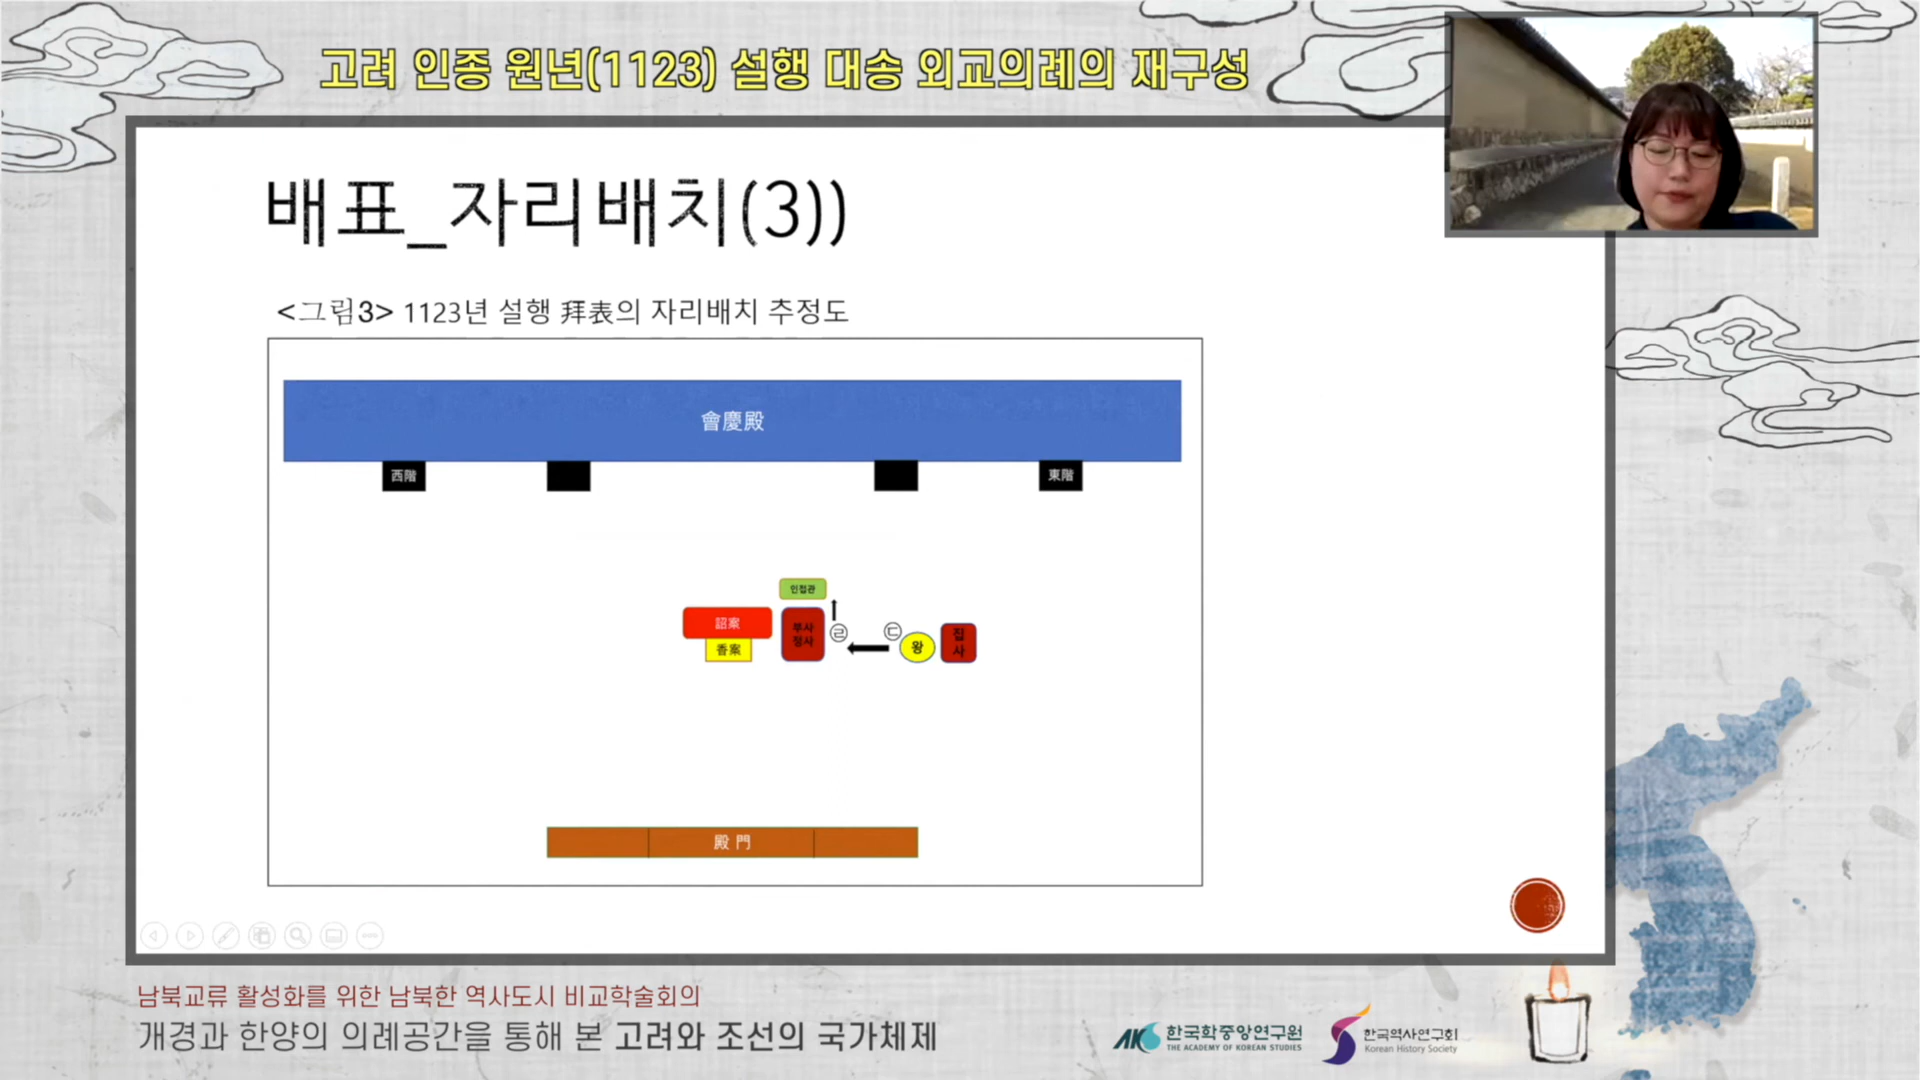 고려 인종 원년(1123) 설행 대송 외교의례의 재구성
배표_자리배치(3))
<그림3> 1123년 설행 拜表의 자리배치 추정도
會慶殿
西階
東階
인접관
詔案
香案
부사
정사
㉣
㉢
왕
집
사
殿 門
남북교류 활성화를 위한 남북한 역사도시 비교학술회의
개경과 한양의 의례공간을 통해 본 고려와 조선의 국가체제
AKS 한국학중앙연구원
THE ACADEMY OF KOREAN STUDIES
한국역사연구회
Korean History Society